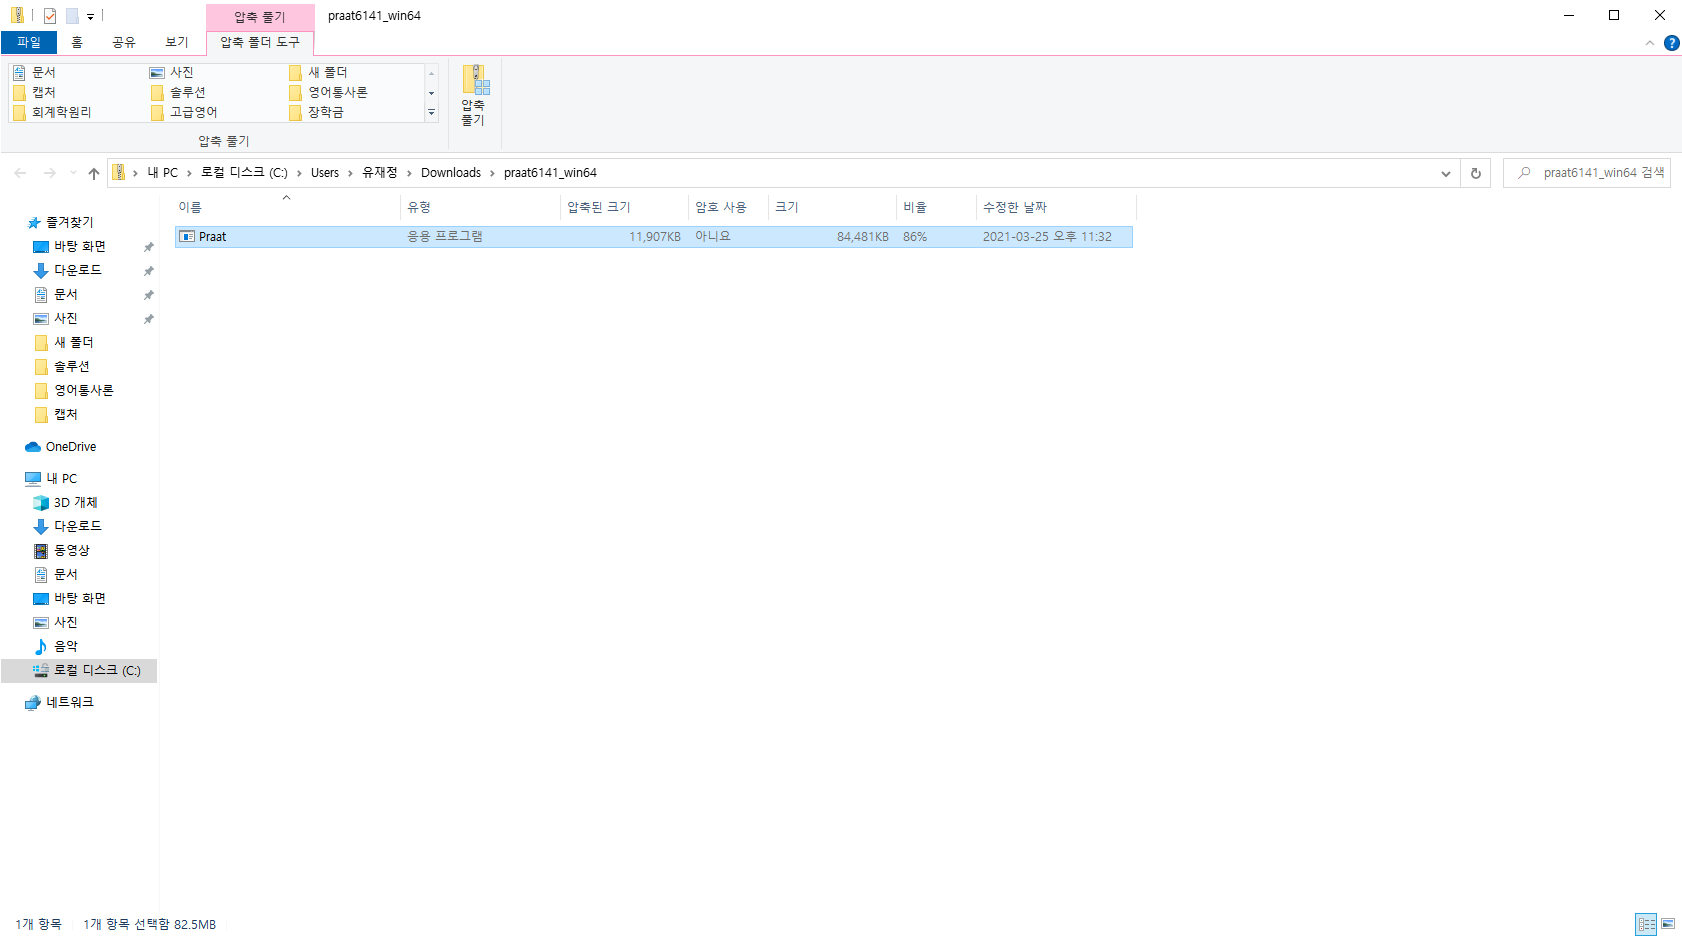 압축 풀기
praat6141_win64
파일 홈 공유 보기 압축 폴더 도구
문서 사진 새 폴더
캡처 솔루션 영어통사론
회계학원리 고급영어 장학금
압축 풀기
압축
풀기
내 PC › 로컬 디스크 (C:) › Users › 유재정 › Downloads › praat6141_win64
praat6141_win64 검색
이름 유형 압축된 크기 암호 사용 크기 비율 수정한 날짜
Praat 응용 프로그램 11,907KB 아니요 84,481KB 86% 2021-03-25 오후 11:32
즐겨찾기
바탕 화면
다운로드
문서
사진
새 폴더
솔루션
영어통사론
캡처
OneDrive
내 PC
3D 개체
다운로드
동영상
문서
바탕 화면
사진
음악
로컬 디스크 (C:)
네트워크
1개 항목 1개 항목 선택함 82.5MB